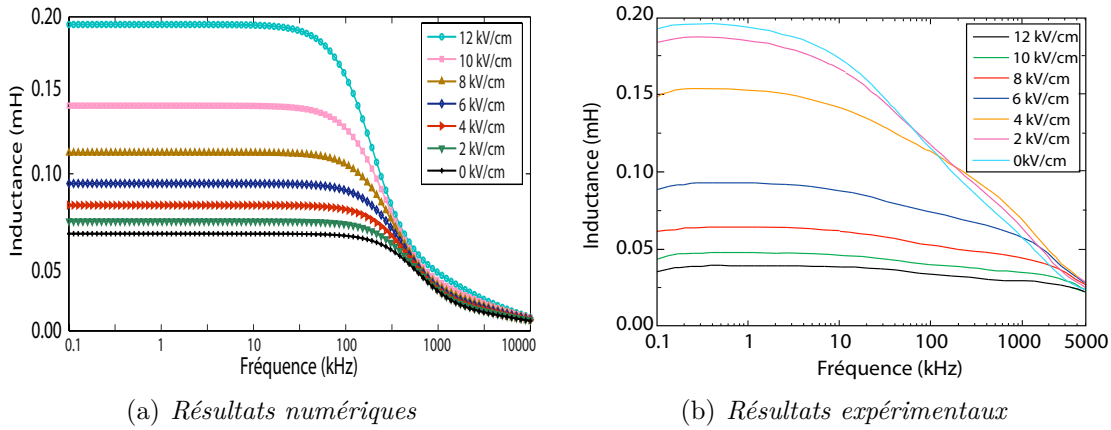 0.20
0.15
0.10
0.05
0.00
Inductance (mH)
0.1
1
10
100
1000
10000
Fréquence (kHz)
12 kV/cm
10 kV/cm
8 kV/cm
6 kV/cm
4 kV/cm
2 kV/cm
0 kV/cm
(a) Résultats numériques
0.20
0.15
0.10
0.05
0.00
Inductance (mH)
0.1
1
10
100
1000
5000
Fréquence (kHz)
12 kV/cm
10 kV/cm
8 kV/cm
6 kV/cm
4 kV/cm
2 kV/cm
0kV/cm
(b) Résultats expérimentaux